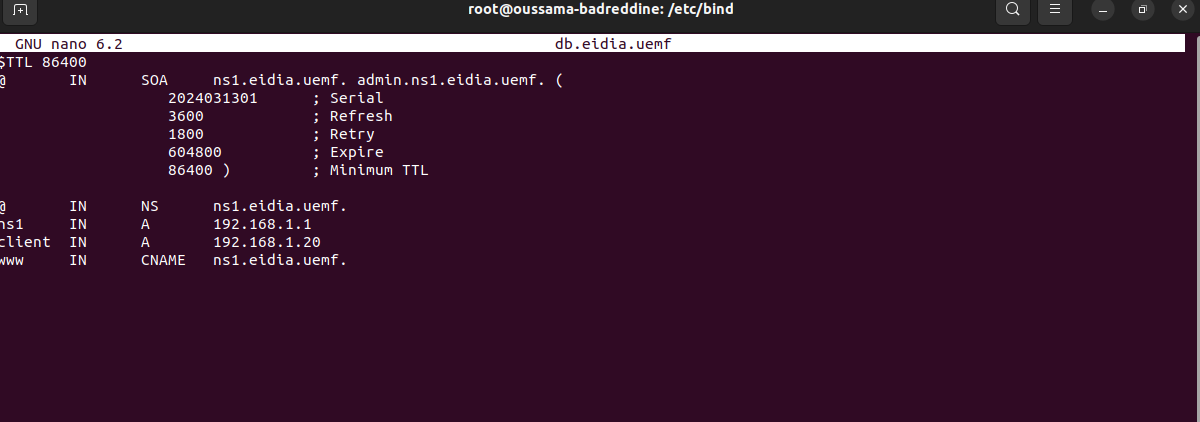 root@oussama-badreddine: /etc/bind
GNU nano 6.2 db.eidia.uemf
$TTL 86400
@ IN SOA ns1.eidia.uemf. admin.ns1.eidia.uemf. (
2024031301 ; Serial
3600 ; Refresh
1800 ; Retry
604800 ; Expire
86400 ) ; Minimum TTL
@ IN NS ns1.eidia.uemf.
ns1 IN A 192.168.1.1
client IN A 192.168.1.20
www IN CNAME ns1.eidia.uemf.